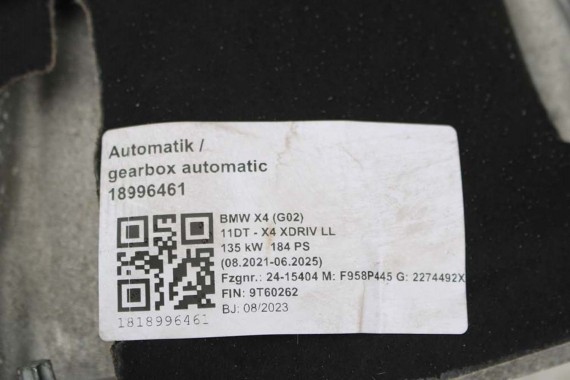 Automatik /
gearbox automatic
18996461
BMW X4 (G02)
11DT - X4 XDRIV LL
135 kW 184 PS
(08.2021-06.2025)
Fzgnr.: 24-15404 M: F958P445 G: 2274492X
FIN: 9T60262
BJ: 08/2023
1818996461